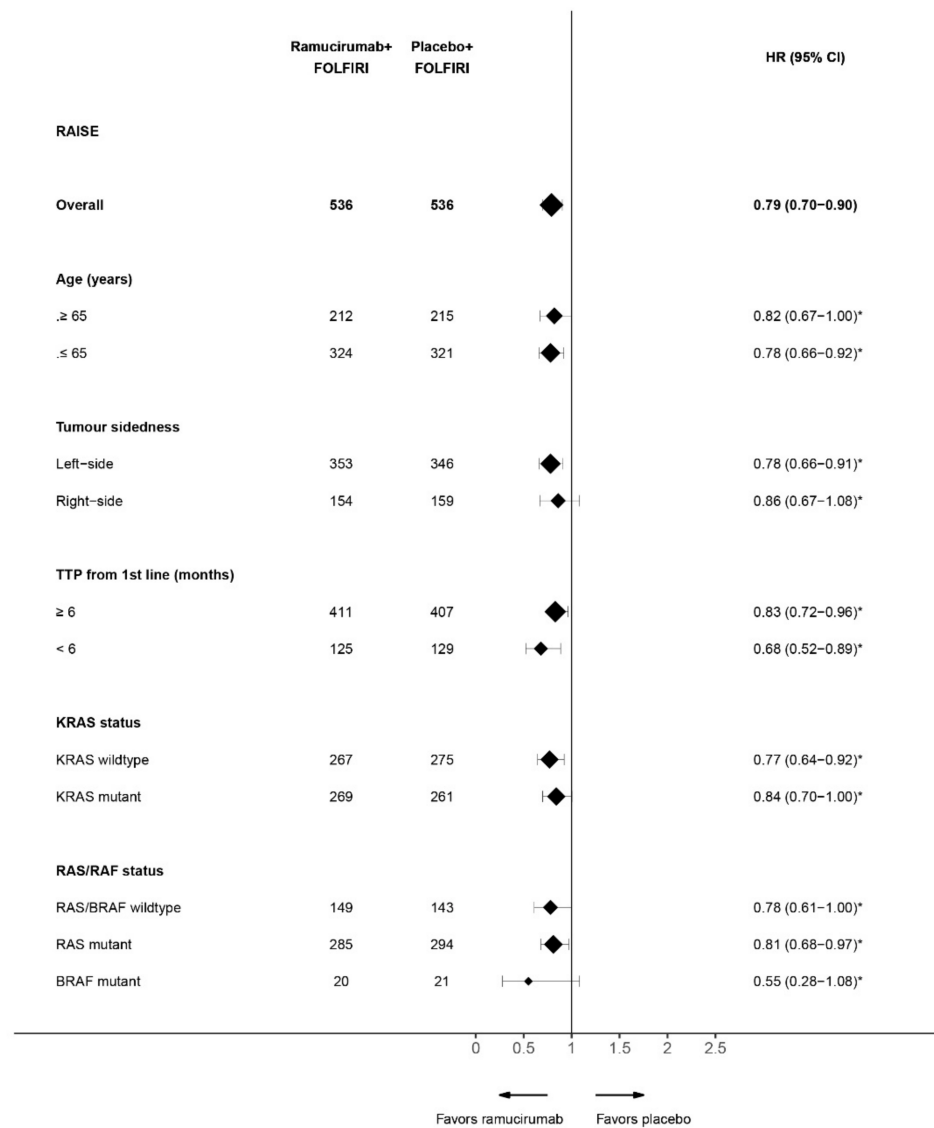 Ramucirumab+ Placebo+ HR (95% CI)
FOLFIRI FOLFIRI
RAISE
Overall 536 536 0.79 (0.70−0.90)
Age (years)
.≥ 65 212 215 0.82 (0.67−1.00)*
.≤ 65 324 321 0.78 (0.66−0.92)*
Tumour sidedness
Left−side 353 346 0.78 (0.66−0.91)*
Right−side 154 159 0.86 (0.67−1.08)*
TTP from 1st line (months)
≥ 6 411 407 0.83 (0.72−0.96)*
< 6 125 129 0.68 (0.52−0.89)*
KRAS status
KRAS wildtype 267 275 0.77 (0.64−0.92)*
KRAS mutant 269 261 0.84 (0.70−1.00)*
RAS/RAF status
RAS/BRAF wildtype 149 143 0.78 (0.61−1.00)*
RAS mutant 285 294 0.81 (0.68−0.97)*
BRAF mutant 20 21 0.55 (0.28−1.08)*
0 0.5 1 1.5 2 2.5
Favors ramucirumab Favors placebo